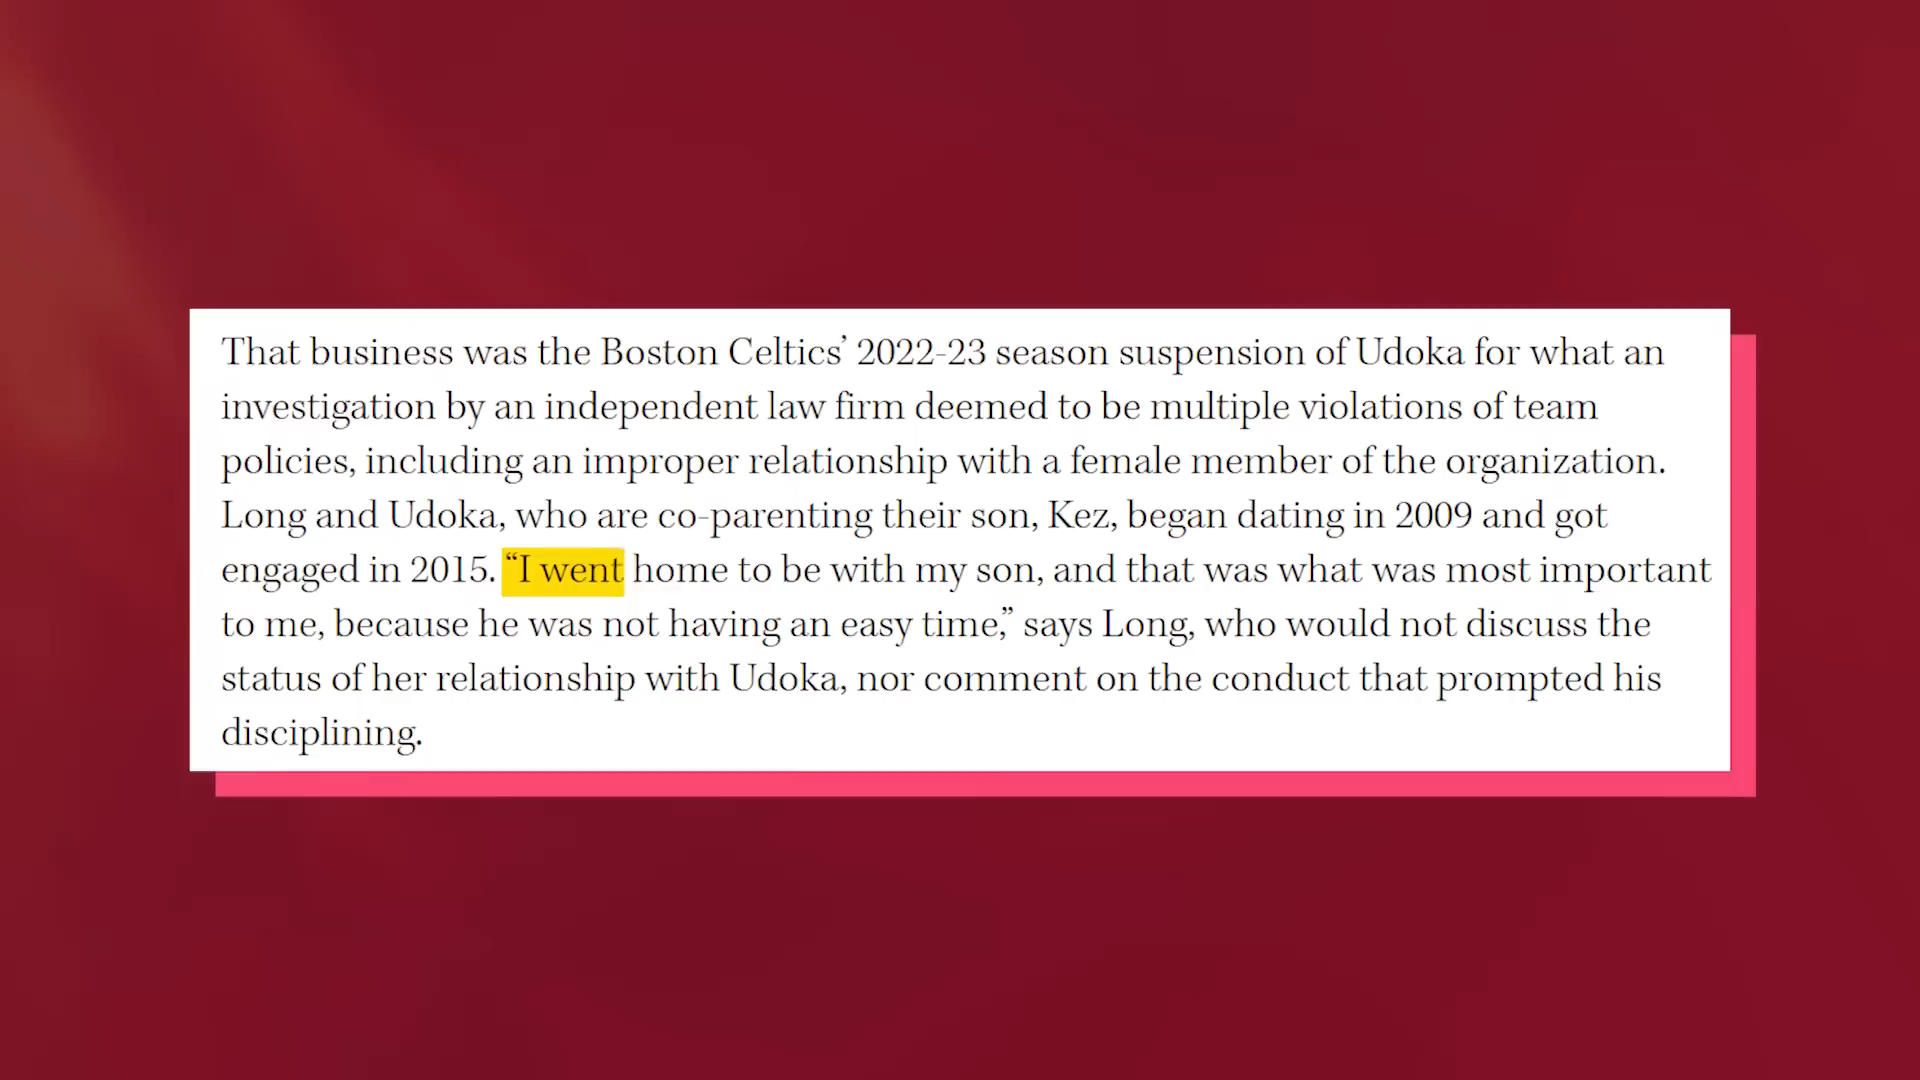 That business was the Boston Celtics’ 2022-23 season suspension of Udoka for what an
investigation by an independent law firm deemed to be multiple violations of team
policies, including an improper relationship with a female member of the organization.
Long and Udoka, who are co-parenting their son, Kez, began dating in 2009 and got
engaged in 2015. “I went home to be with my son, and that was what was most important
to me, because he was not having an easy time,” says Long, who would not discuss the
status of her relationship with Udoka, nor comment on the conduct that prompted his
disciplining.